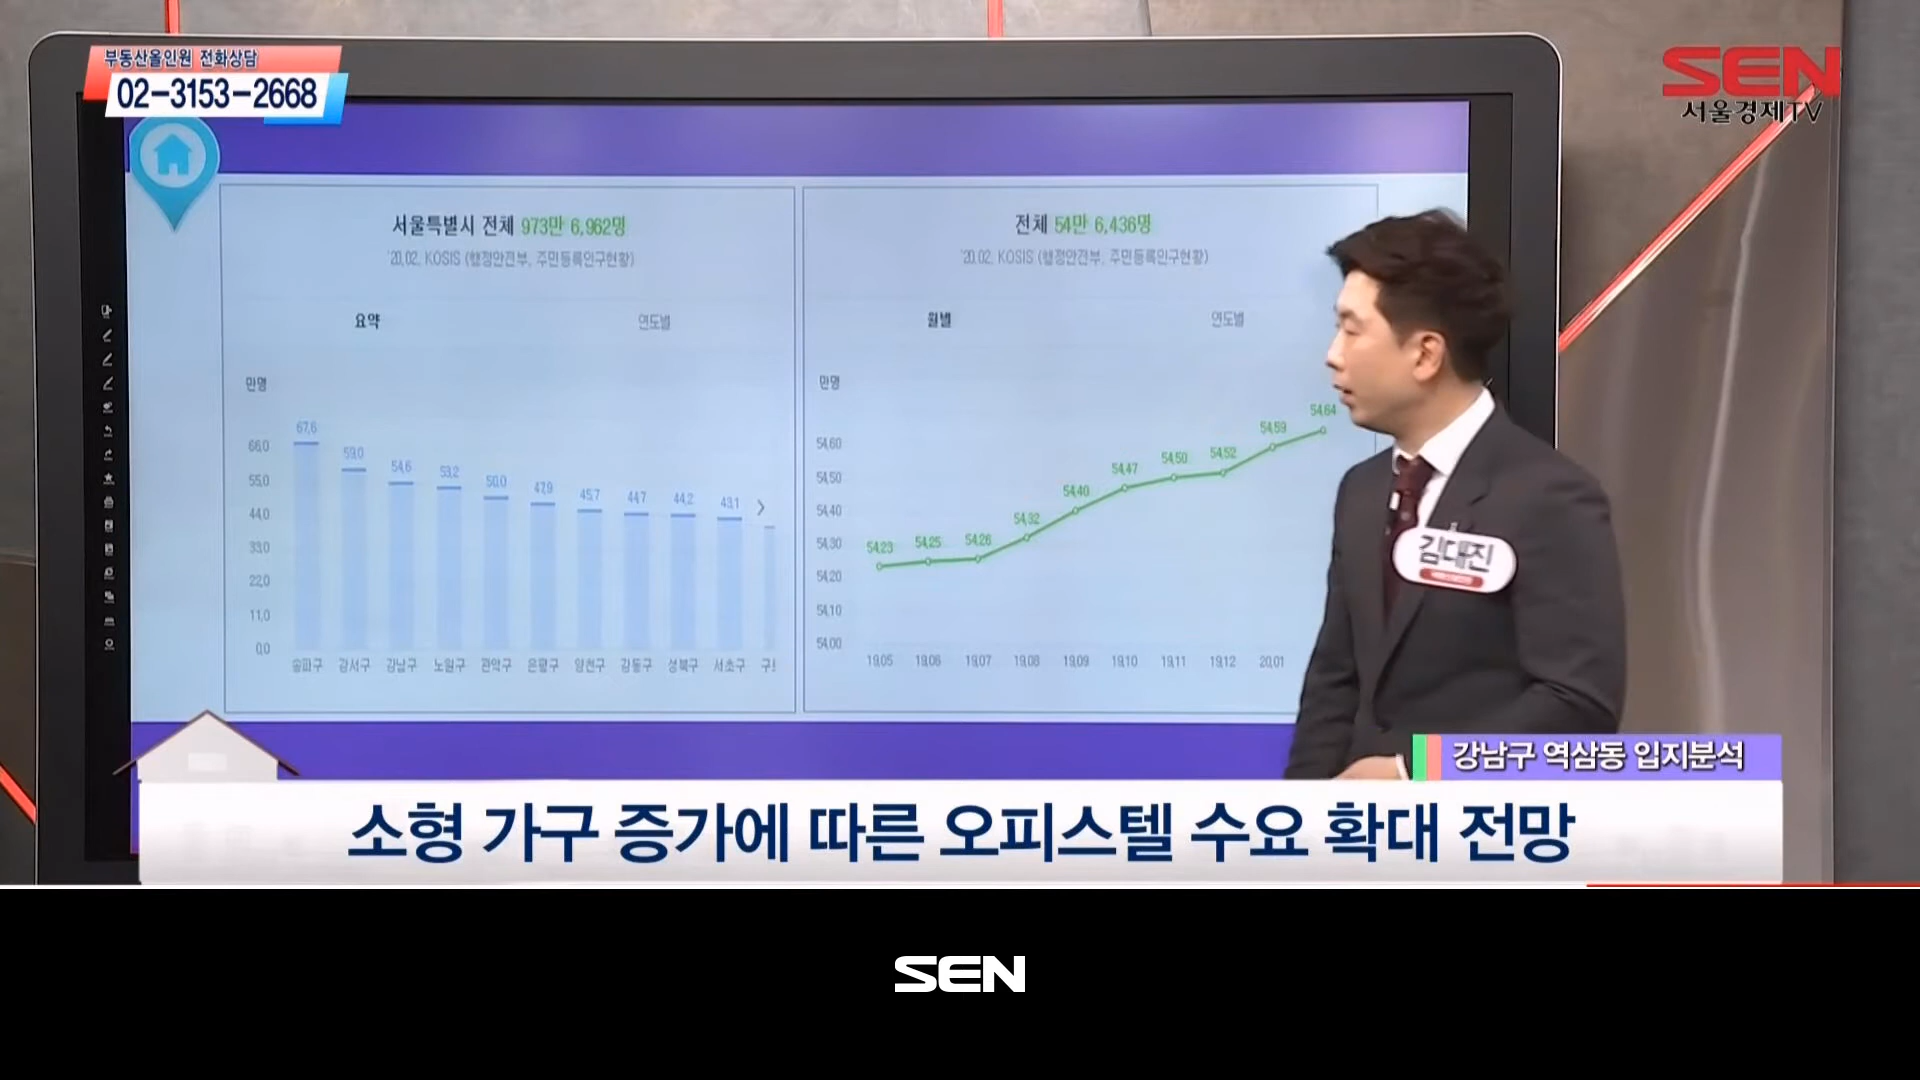 부동산올인원 전화상담
02-3153-2668
SEN
서울경제TV
서울특별시 전체 973만 6,962명
'20.02. KOSIS (행정안전부, 주민등록인구현황)
요약
연도별
만명
67.6
59.0
54.6
53.2
50.0
47.9
45.7
44.7
44.2
43.1
66.0
55.0
44.0
33.0
22.0
11.0
0.0
송파구 강서구 강남구 노원구 관악구 은평구 양천구 강동구 성북구 서초구
전체 54만 6,436명
'20.02. KOSIS (행정안전부, 주민등록인구현황)
월별
연도별
만명
54.23
54.25
54.26
54.32
54.40
54.47
54.50
54.52
54.59
54.64
54.60
54.50
54.40
54.30
54.20
54.10
54.00
19.05 19.06 19.07 19.08 19.09 19.10 19.11 19.12 20.01
김대진
강남구 역삼동 입지분석
소형 가구 증가에 따른 오피스텔 수요 확대 전망
SEN